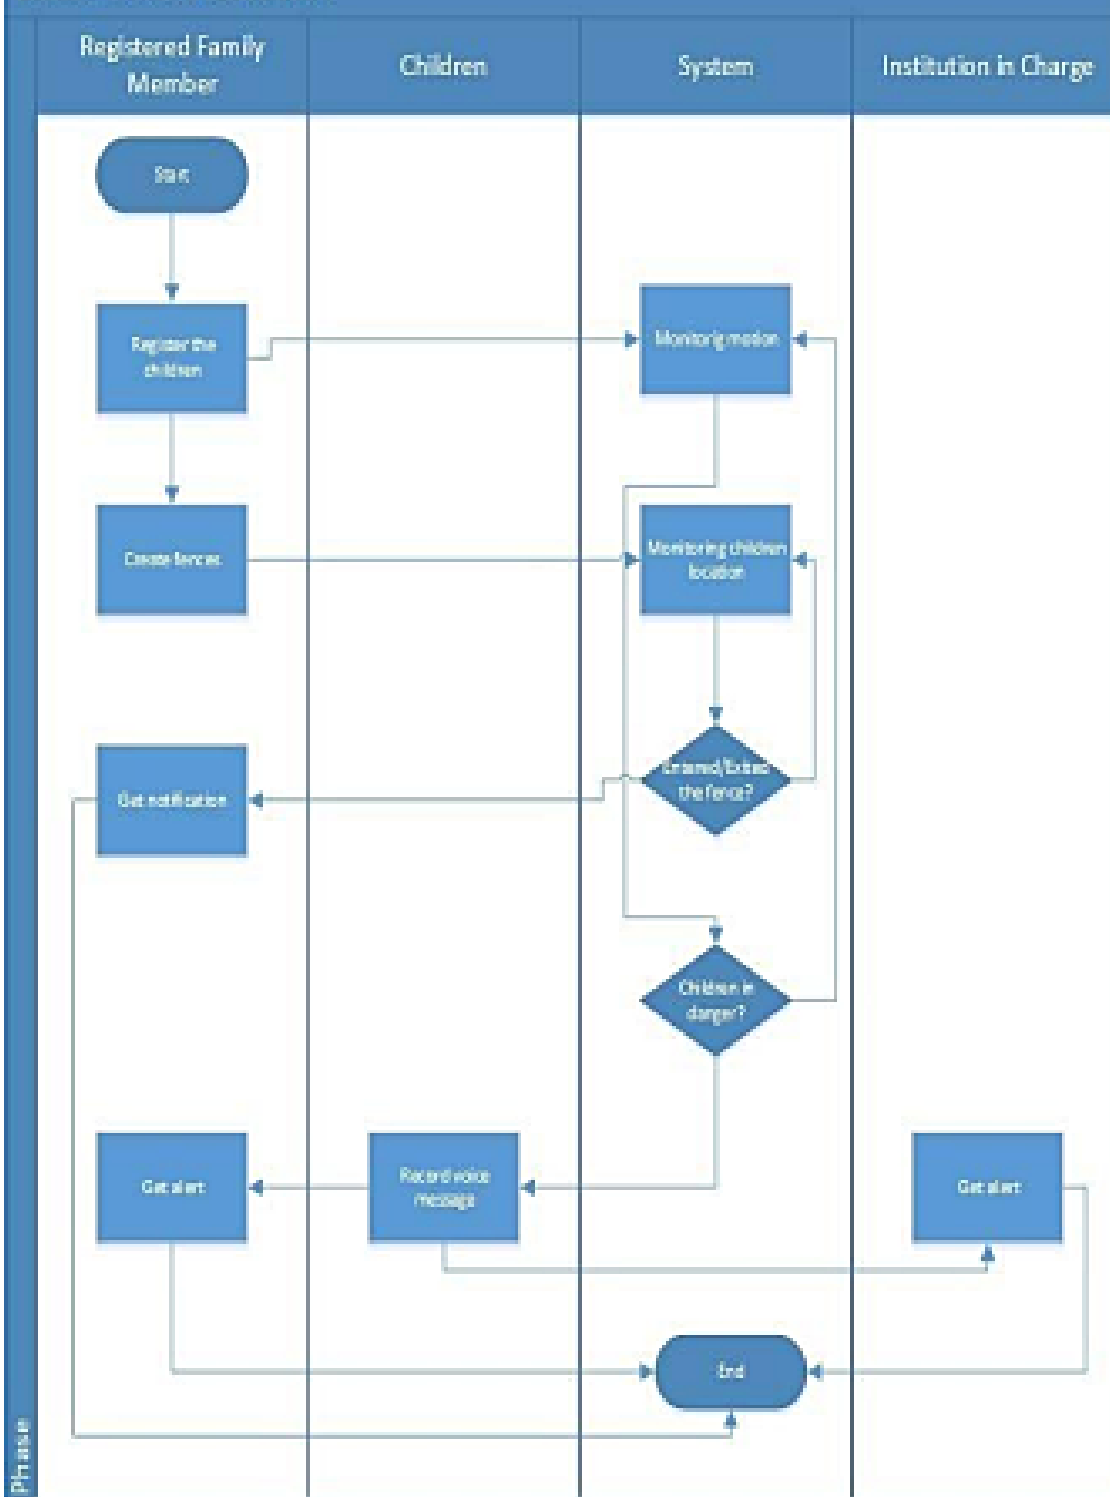 Registered Family
Member
Children
System
Institution in Charge
Start
Register the
children
Monitorig motion
Create fences
Monitoring children
location
Get notification
Entered/Exited
the fence?
Children in
danger?
Get alert
Record voice
message
Get alert
End
Phase